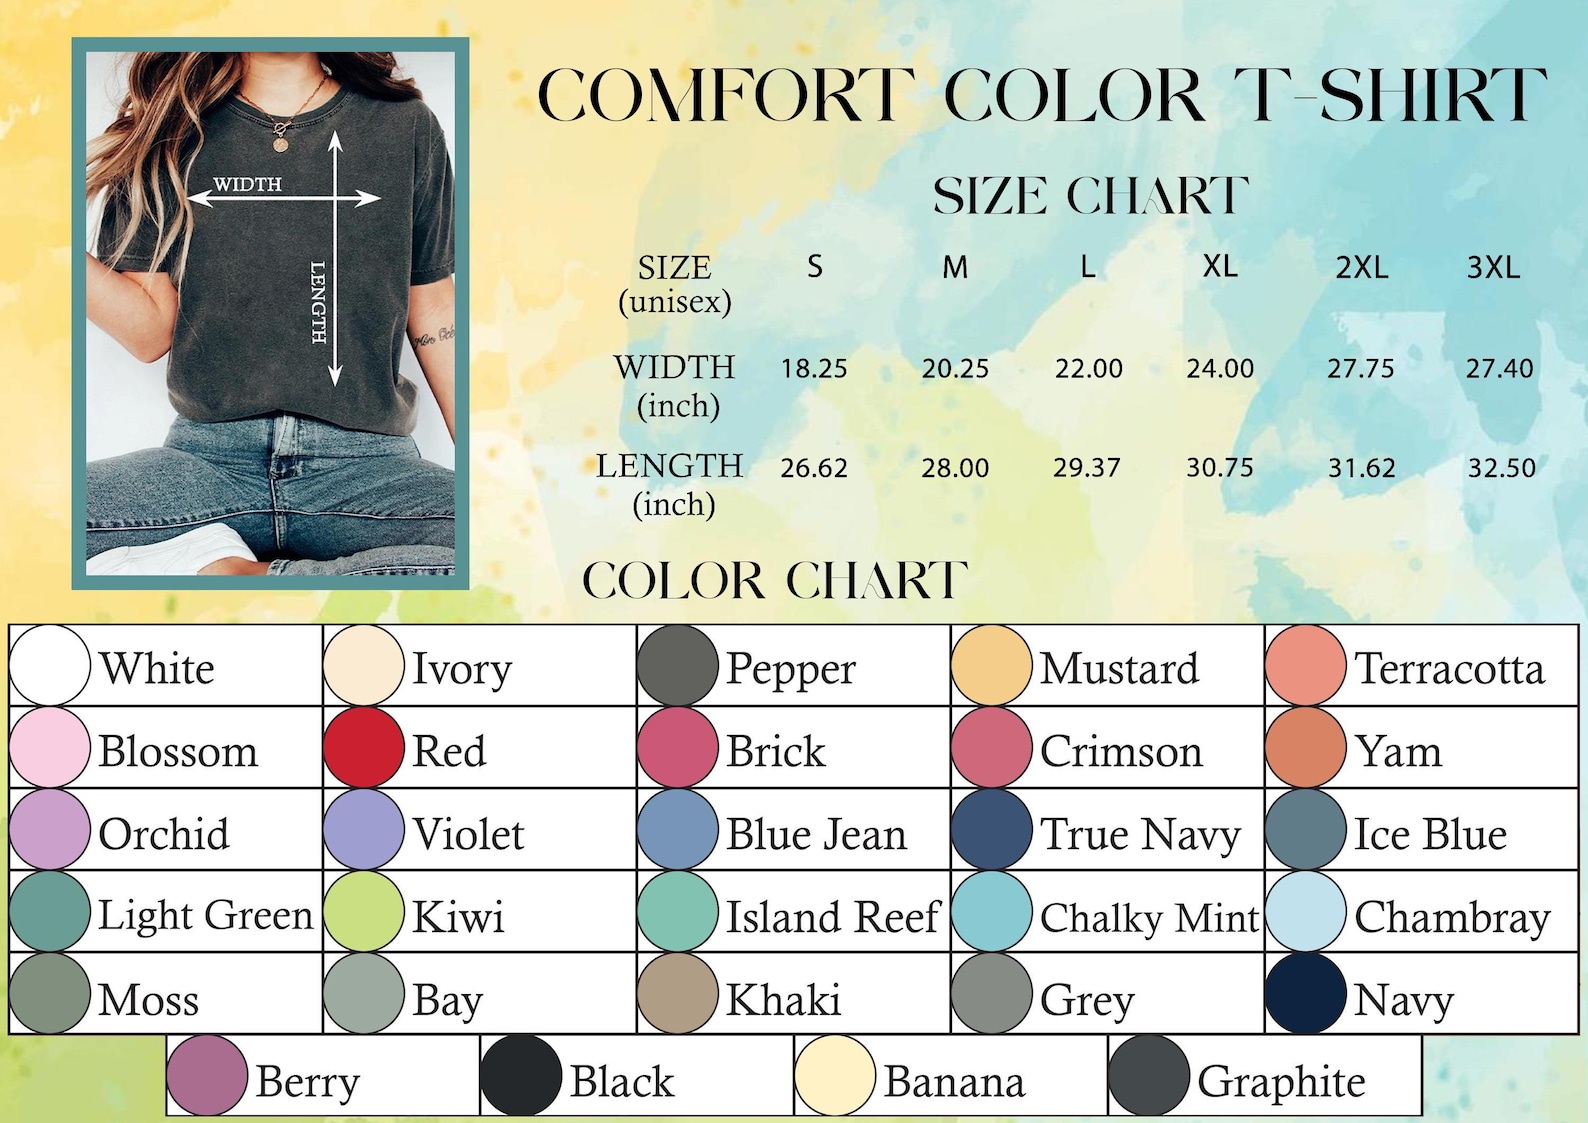 COMFORT COLOR T-SHIRT
SIZE CHART
SIZE S M L XL 2XL 3XL
(unisex)
WIDTH 18.25 20.25 22.00 24.00 27.75 27.40
(inch)
LENGTH 26.62 28.00 29.37 30.75 31.62 32.50
(inch)
WIDTH
LENGTH
COLOR CHART
White Ivory Pepper Mustard Terracotta
Blossom Red Brick Crimson Yam
Orchid Violet Blue Jean True Navy Ice Blue
Light Green Kiwi Island Reef Chalky Mint Chambray
Moss Bay Khaki Grey Navy
Berry Black Banana Graphite